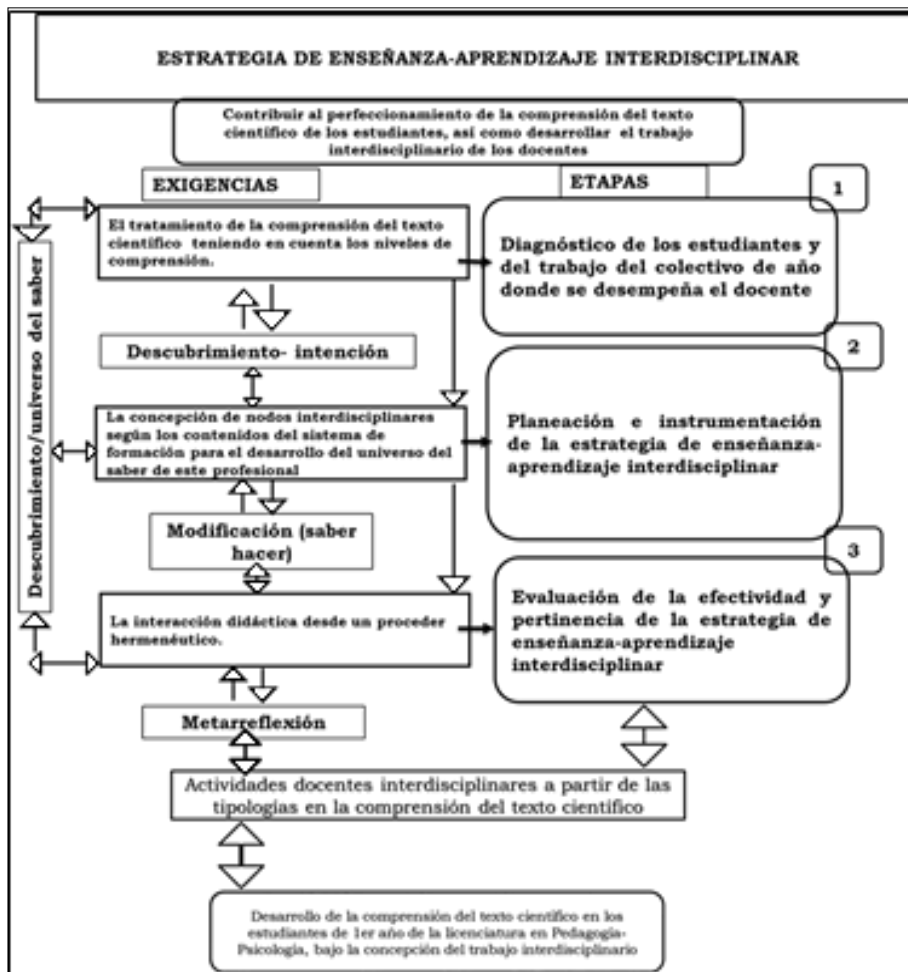 ESTRATEGIA DE ENSEÑANZA-APRENDIZAJE INTERDISCIPLINAR
Contribuir al perfeccionamiento de la comprensión del texto
científico de los estudiantes, así como desarrollar el trabajo
interdisciplinario de los docentes
EXIGENCIAS
ETAPAS
1
El tratamiento de la comprensión del texto
científico teniendo en cuenta los niveles de
comprensión.
Diagnóstico de los estudiantes y
del trabajo del colectivo de año
donde se desempeña el docente
Descubrimiento/universo del saber
Descubrimiento- intención
2
La concepción de nodos interdisciplinares
según los contenidos del sistema de
formación para el desarrollo del universo del
saber de este profesional
Planeación e instrumentación
de la estrategia de enseñanza-
aprendizaje interdisciplinar
Modificación (saber
hacer)
3
La interacción didáctica desde un proceder
hermenéutico.
Evaluación de la efectividad y
pertinencia de la estrategia de
enseñanza-aprendizaje
interdisciplinar
Metarreflexión
Actividades docentes interdisciplinares a partir de las
tipologías en la comprensión del texto científico
Desarrollo de la comprensión del texto científico en los
estudiantes de 1er año de la licenciatura en Pedagogía-
Psicología, bajo la concepción del trabajo interdisciplinario